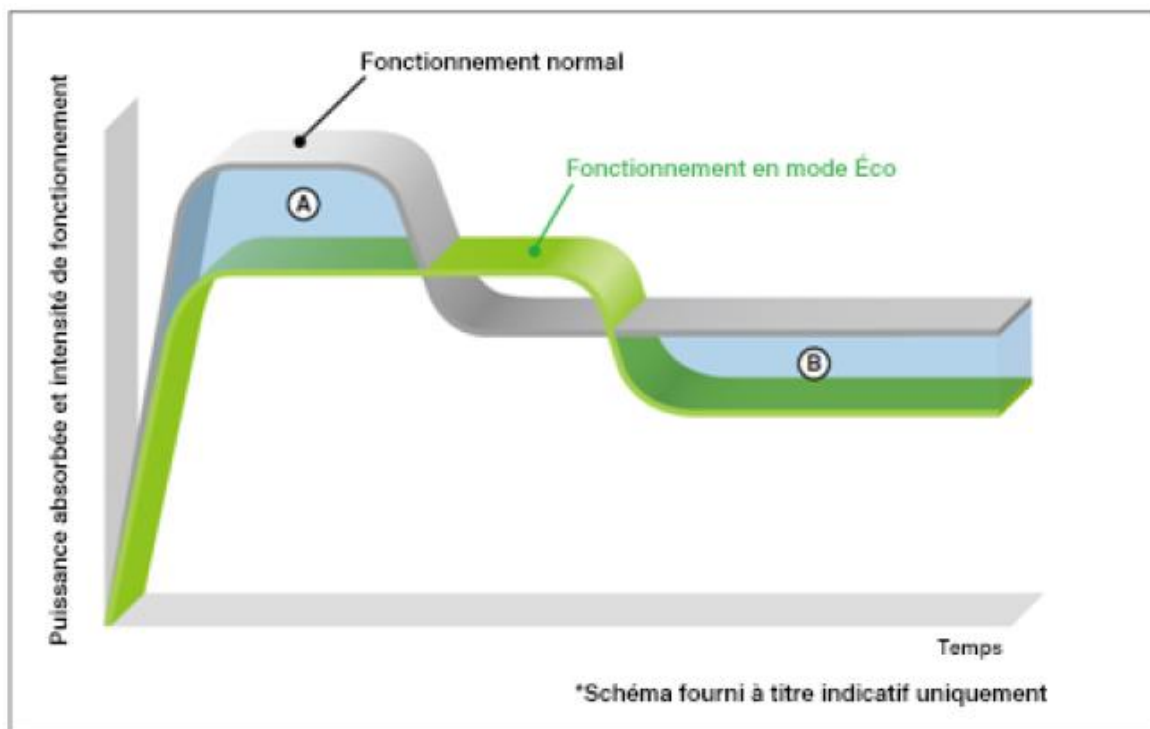 Fonctionnement normal
Fonctionnement en mode Éco
A
B
Puissance absorbée et intensité de fonctionnement
Temps
*Schéma fourni à titre indicatif uniquement